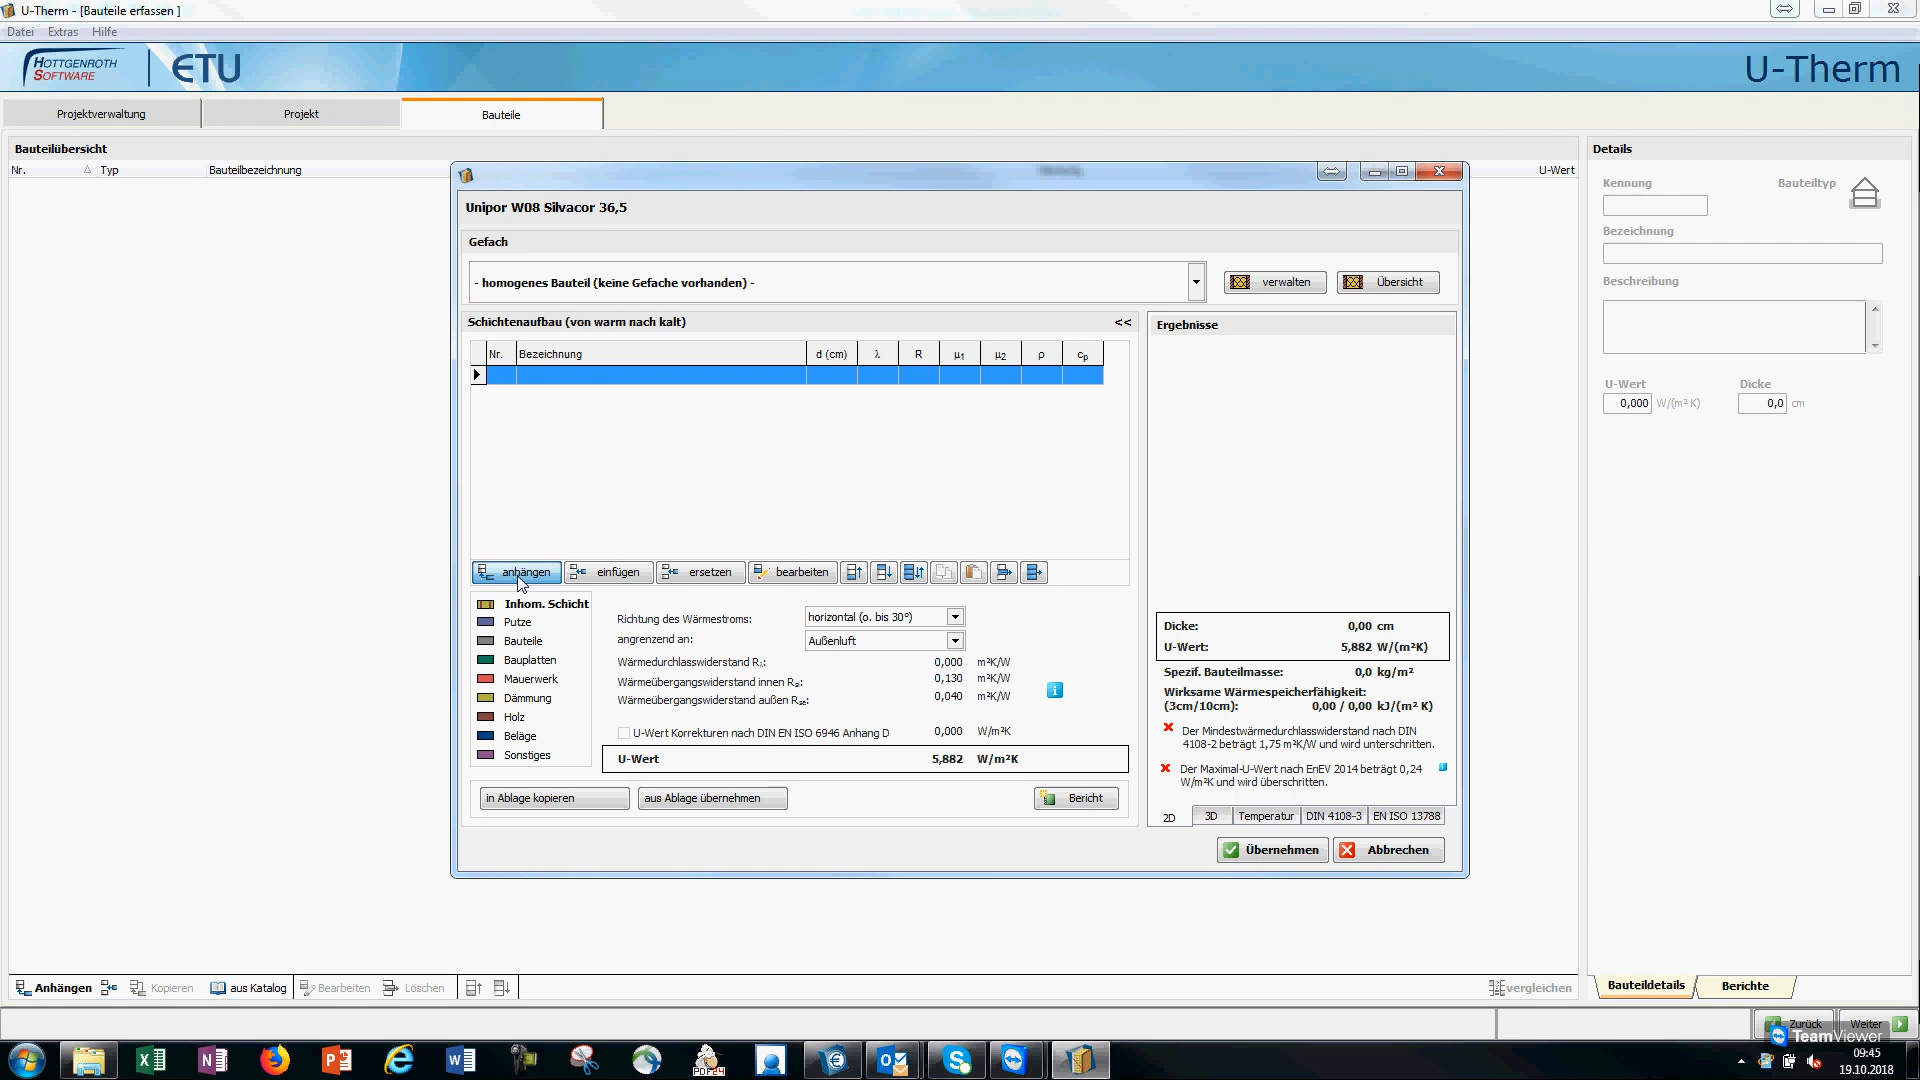 U-Therm - [Bauteile erfassen ]
Datei Extras Hilfe
HOTTGENROTH SOFTWARE ETU
U-Therm
Projektverwaltung Projekt Bauteile
Bauteilübersicht
Nr. Typ Bauteilbezeichnung U-Wert
Unipor W08 Silvacor 36,5
Gefach
- homogenes Bauteil (keine Gefache vorhanden) -
verwalten Übersicht
Schichtenaufbau (von warm nach kalt) <<
Nr. Bezeichnung d (cm) λ R μ1 μ2 ρ cp
anhängen einfügen ersetzen bearbeiten
Inhom. Schicht
Putze
Bauteile
Bauplatten
Mauerwerk
Dämmung
Holz
Beläge
Sonstiges
Richtung des Wärmestroms: horizontal (o. bis 30°)
angrenzend an: Außenluft
Wärmedurchlasswiderstand Rλ: 0,000 m²K/W
Wärmeübergangswiderstand innen Rsi: 0,130 m²K/W
Wärmeübergangswiderstand außen Rse: 0,040 m²K/W
U-Wert Korrekturen nach DIN EN ISO 6946 Anhang D 0,000 W/m²K
U-Wert 5,882 W/m²K
in Ablage kopieren aus Ablage übernehmen Bericht
Ergebnisse
Dicke: 0,00 cm
U-Wert: 5,882 W/(m²K)
Spezif. Bauteilmasse: 0,0 kg/m²
Wirksame Wärmespeicherfähigkeit:
(3cm/10cm): 0,00 / 0,00 kJ/(m² K)
Der Mindestwärmedurchlasswiderstand nach DIN
4108-2 beträgt 1,75 m²K/W und wird unterschritten.
Der Maximal-U-Wert nach EnEV 2014 beträgt 0,24
W/m²K und wird überschritten.
2D 3D Temperatur DIN 4108-3 EN ISO 13788
Übernehmen Abbrechen
Details
Kennung Bauteiltyp
Bezeichnung
Beschreibung
U-Wert Dicke
0,000 W/(m² K) 0,0 cm
Anhängen Kopieren aus Katalog Bearbeiten Löschen vergleichen
Bauteildetails Berichte
Zurück Weiter
TeamViewer
PDF24
09:45
19.10.2018